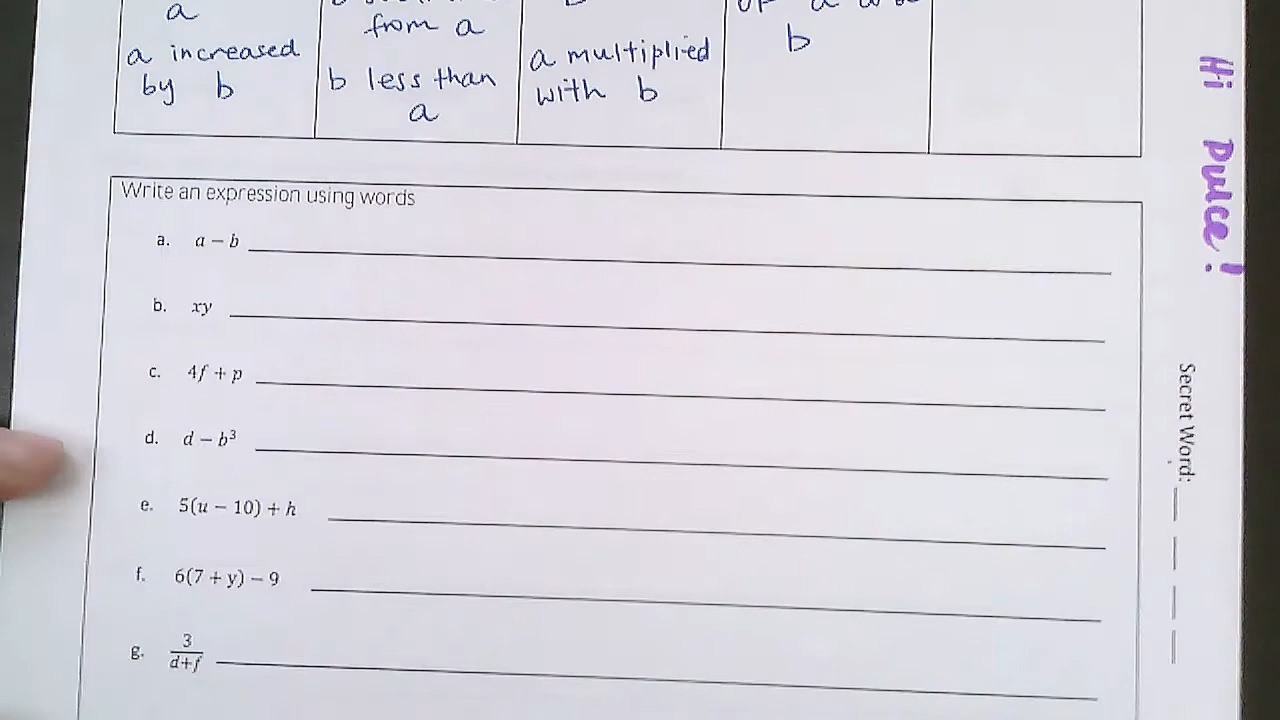 a
from a
b
a increased
by b
b less than
a
a multiplied
with b
Hi Dulce!
Write an expression using words
a. a − b
b. xy
c. 4f + p
d. d − b³
e. 5(u − 10) + h
f. 6(7 + y) − 9
g. 3
d+f
Secret Word: _ _ _ _